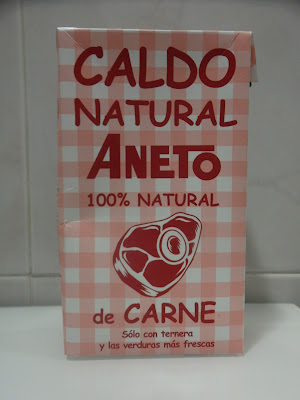 CALDO
NATURAL
ANETO
100% NATURAL
de CARNE
Sólo con ternera
y las verduras más frescas